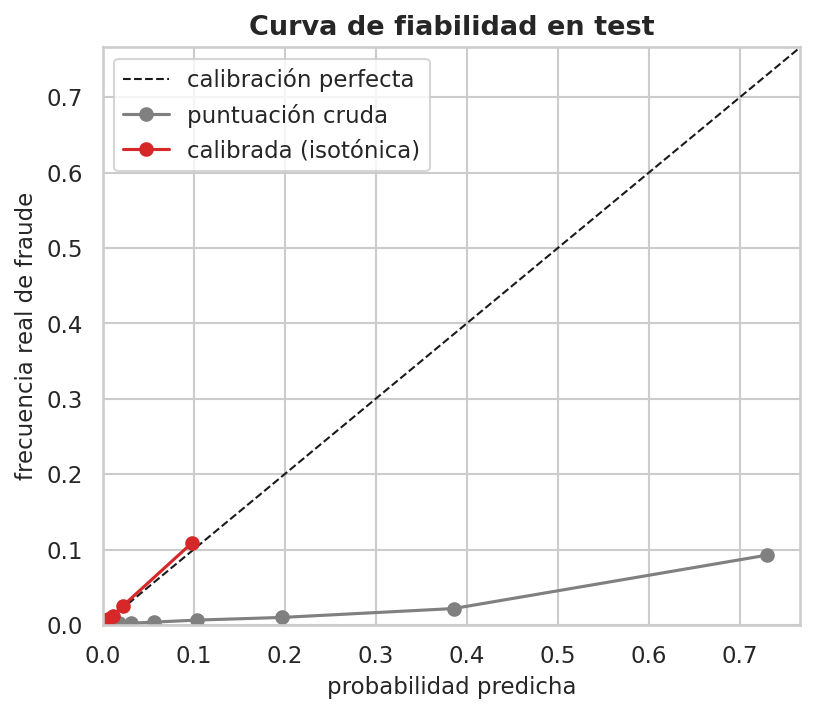 Curva de fiabilidad en test
calibración perfecta
puntuación cruda
calibrada (isotónica)
frecuencia real de fraude
0.7
0.6
0.5
0.4
0.3
0.2
0.1
0.0
0.0 0.1 0.2 0.3 0.4 0.5 0.6 0.7
probabilidad predicha